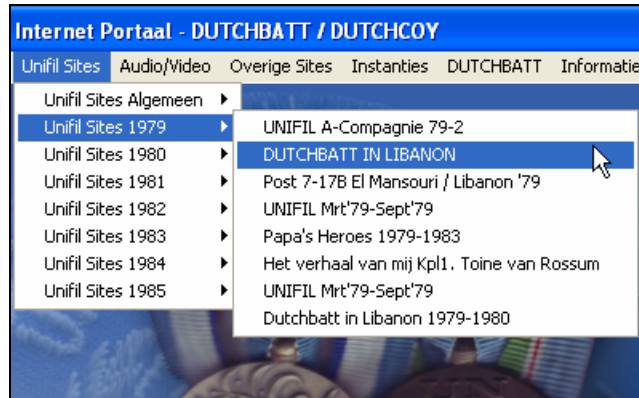 Internet Portaal - DUTCHBATT / DUTCHCOY
Unifil Sites Audio/Video Overige Sites Instanties DUTCHBATT Informatie
Unifil Sites Algemeen
Unifil Sites 1979
Unifil Sites 1980
Unifil Sites 1981
Unifil Sites 1982
Unifil Sites 1983
Unifil Sites 1984
Unifil Sites 1985
UNIFIL A-Compagnie 79-2
DUTCHBATT IN LIBANON
Post 7-17B El Mansouri / Libanon '79
UNIFIL Mrt'79-Sept'79
Papa's Heroes 1979-1983
Het verhaal van mij Kpl1. Toine van Rossum
UNIFIL Mrt'79-Sept'79
Dutchbatt in Libanon 1979-1980